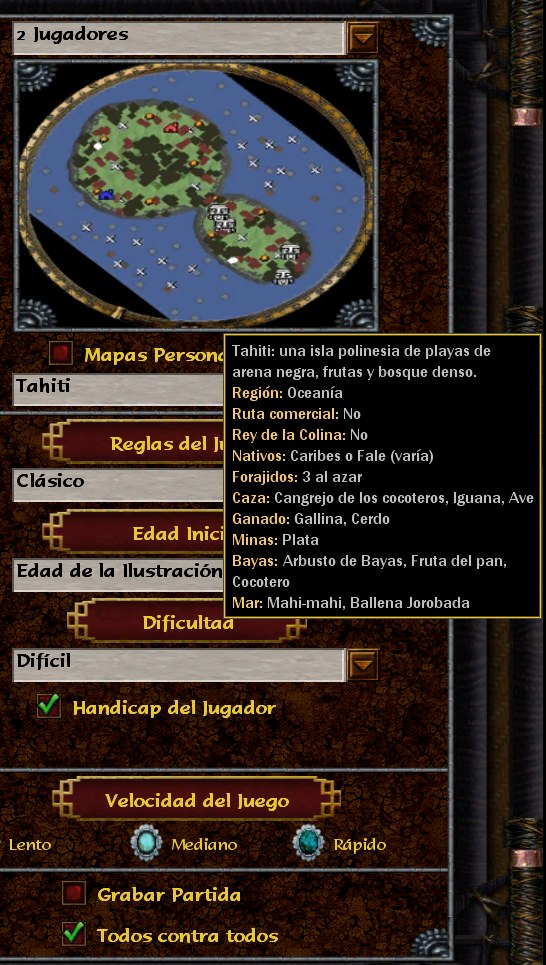 2 Jugadores
Mapas Persona
Tahiti
Tahiti: una isla polinesia de playas de
arena negra, frutas y bosque denso.
Región: Oceanía
Ruta comercial: No
Rey de la Colina: No
Nativos: Caribes o Fale (varía)
Forajidos: 3 al azar
Caza: Cangrejo de los cocoteros, Iguana, Ave
Ganado: Gallina, Cerdo
Minas: Plata
Bayas: Arbusto de Bayas, Fruta del pan,
Cocotero
Mar: Mahi-mahi, Ballena Jorobada
Reglas del Ju
Clásico
Edad Inici
Edad de la Ilustración
Dificultad
Difícil
Handicap del Jugador
Velocidad del Juego
Lento Mediano Rápido
Grabar Partida
Todos contra todos